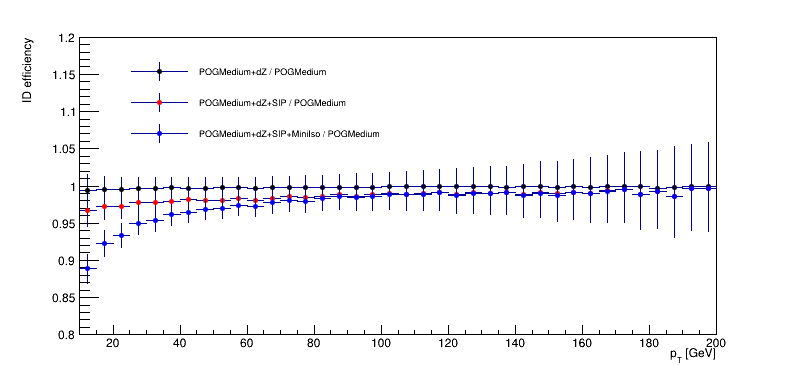 1.2
ID efficiency
1.15
1.1
1.05
1
0.95
0.9
0.85
0.8
POGMedium+dZ / POGMedium
POGMedium+dZ+SIP / POGMedium
POGMedium+dZ+SIP+MiniIso / POGMedium
20 40 60 80 100 120 140 160 180 200
p_T [GeV]